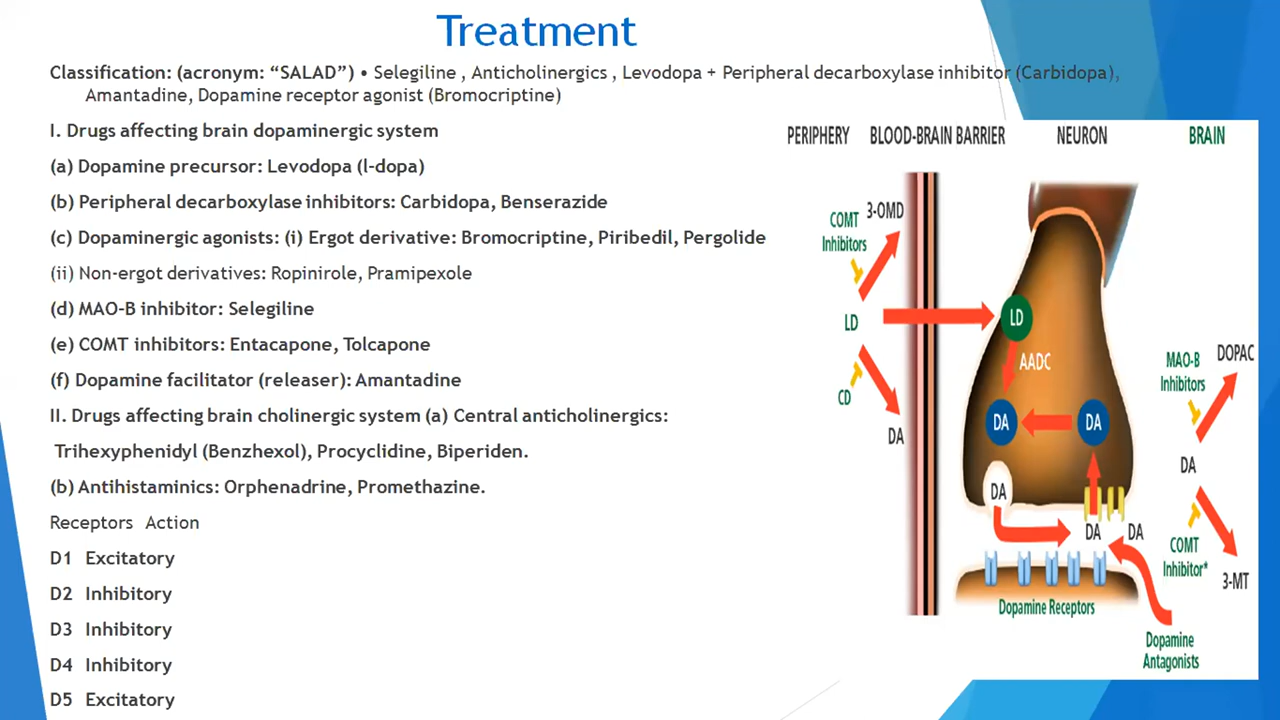 Treatment
Classification: (acronym: “SALAD”) • Selegiline , Anticholinergics , Levodopa + Peripheral decarboxylase inhibitor (Carbidopa),
Amantadine, Dopamine receptor agonist (Bromocriptine)
I. Drugs affecting brain dopaminergic system
(a) Dopamine precursor: Levodopa (l-dopa)
(b) Peripheral decarboxylase inhibitors: Carbidopa, Benserazide
(c) Dopaminergic agonists: (i) Ergot derivative: Bromocriptine, Piribedil, Pergolide
(ii) Non-ergot derivatives: Ropinirole, Pramipexole
(d) MAO-B inhibitor: Selegiline
(e) COMT inhibitors: Entacapone, Tolcapone
(f) Dopamine facilitator (releaser): Amantadine
II. Drugs affecting brain cholinergic system (a) Central anticholinergics:
Trihexyphenidyl (Benzhexol), Procyclidine, Biperiden.
(b) Antihistaminics: Orphenadrine, Promethazine.
Receptors Action
D1 Excitatory
D2 Inhibitory
D3 Inhibitory
D4 Inhibitory
D5 Excitatory
PERIPHERY BLOOD-BRAIN BARRIER NEURON BRAIN
3-OMD
COMT
Inhibitors
LD
CD
DA
LD
AADC
DA
DA
DA
DA
DA
Dopamine Receptors
MAO-B
Inhibitors
DOPAC
DA
COMT
Inhibitor*
3-MT
Dopamine
Antagonists